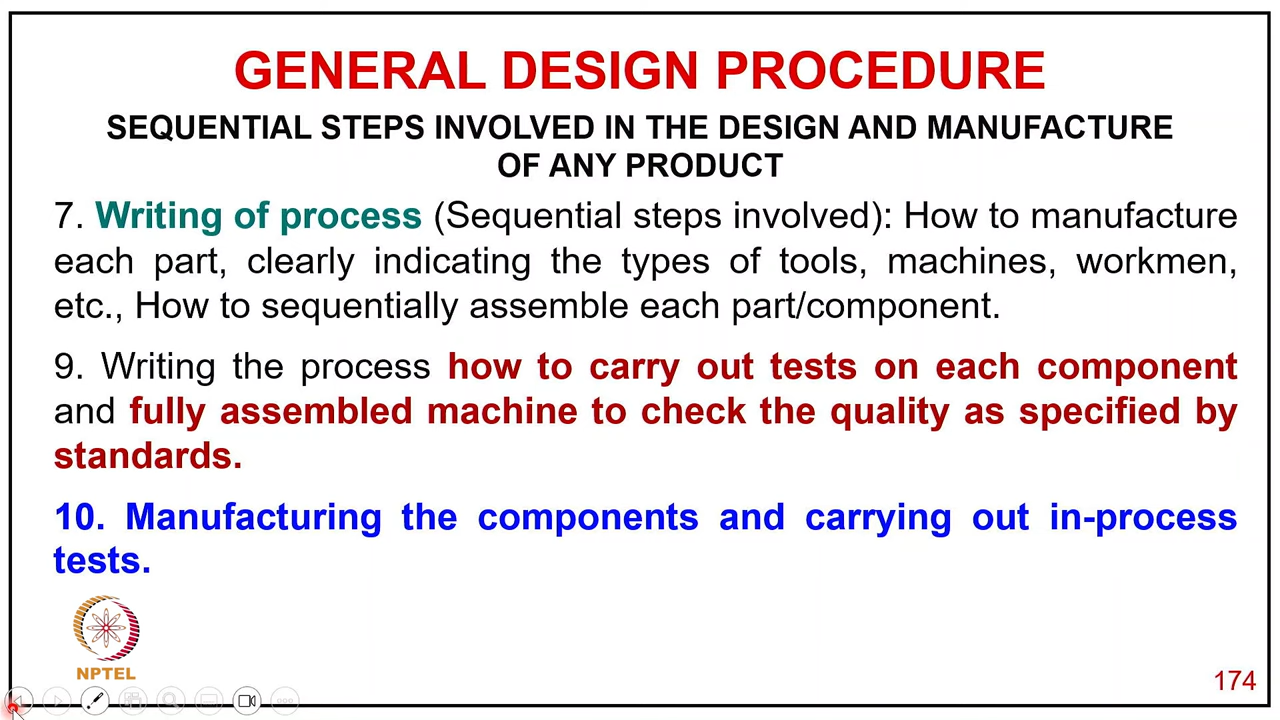 GENERAL DESIGN PROCEDURE
SEQUENTIAL STEPS INVOLVED IN THE DESIGN AND MANUFACTURE
OF ANY PRODUCT
7. Writing of process (Sequential steps involved): How to manufacture
each part, clearly indicating the types of tools, machines, workmen,
etc., How to sequentially assemble each part/component.
9. Writing the process how to carry out tests on each component
and fully assembled machine to check the quality as specified by
standards.
10. Manufacturing the components and carrying out in-process
tests.
NPTEL
174